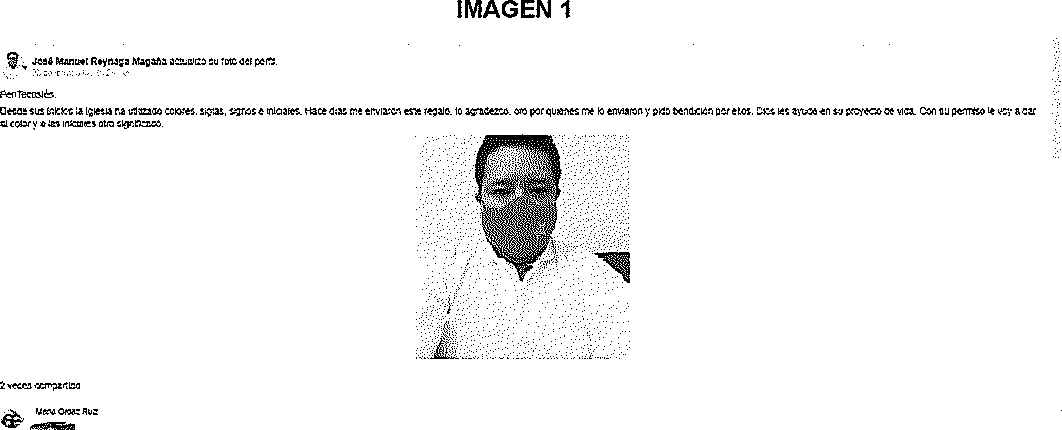 IMAGEN 1
José Manuel Reynaga Magaña actualizó su foto del perfil.
PenTecosiés.
Desde sus inicios la Iglesia ha utilizado colores, siglas, signos e iniciales. Hace días me enviaron este regalo, lo agradezco, oro por quienes me lo enviaron y pido bendición por ellos. Dios les ayude en su proyecto de vida. Con su permiso le voy a dar
al color y a las iniciales otro significado.
2 veces compartido
María Ruiz